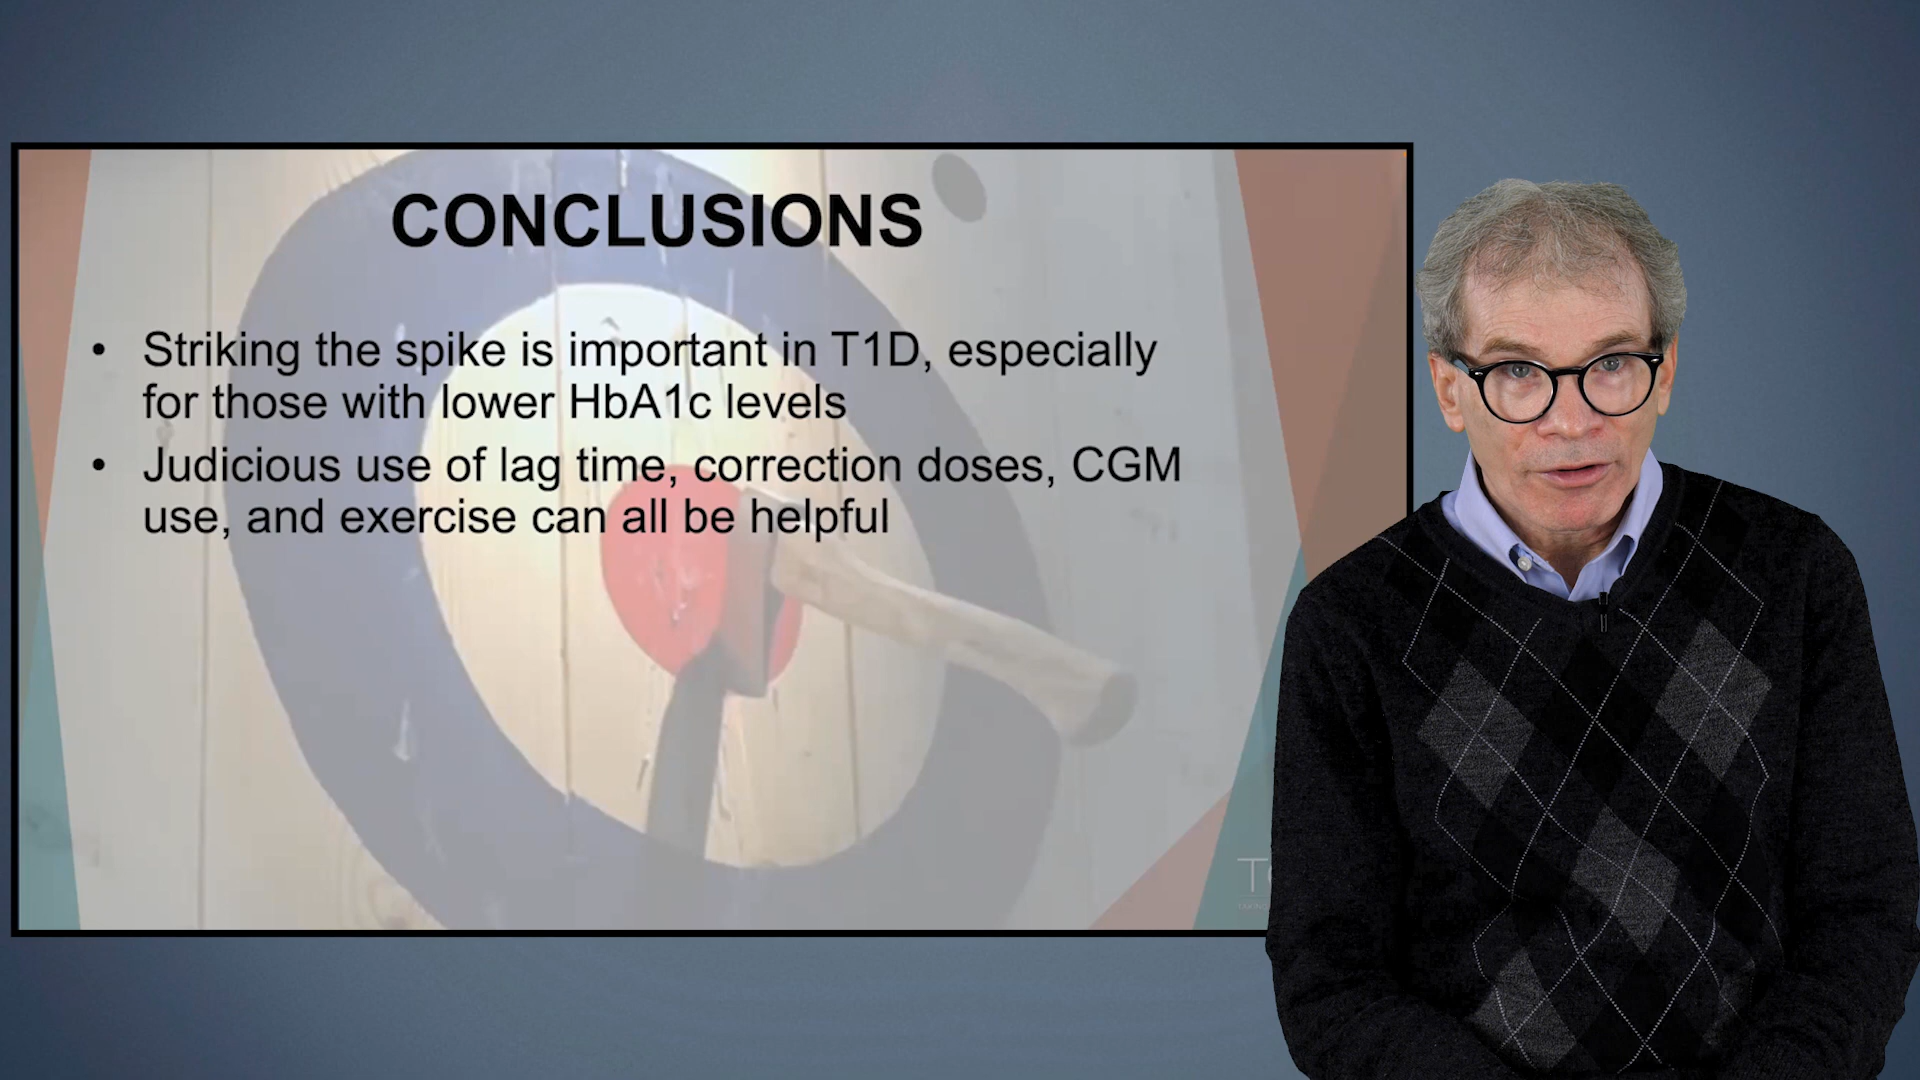 CONCLUSIONS
• Striking the spike is important in T1D, especially
for those with lower HbA1c levels
• Judicious use of lag time, correction doses, CGM
use, and exercise can all be helpful